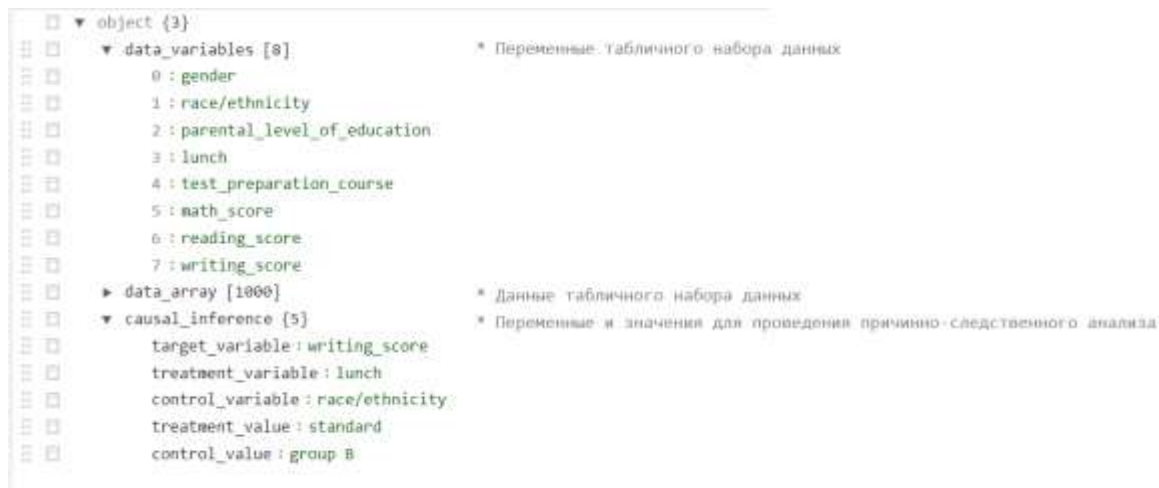 ▼ object {3}
▼ data_variables [8] * Переменные табличного набора данных
0 : gender
1 : race/ethnicity
2 : parental_level_of_education
3 : lunch
4 : test_preparation_course
5 : math_score
6 : reading_score
7 : writing_score
► data_array [1000] * Данные табличного набора данных
▼ causal_inference {5} * Переменные и значения для проведения причинно-следственного анализа
target_variable : writing_score
treatment_variable : lunch
control_variable : race/ethnicity
treatment_value : standard
control_value : group B